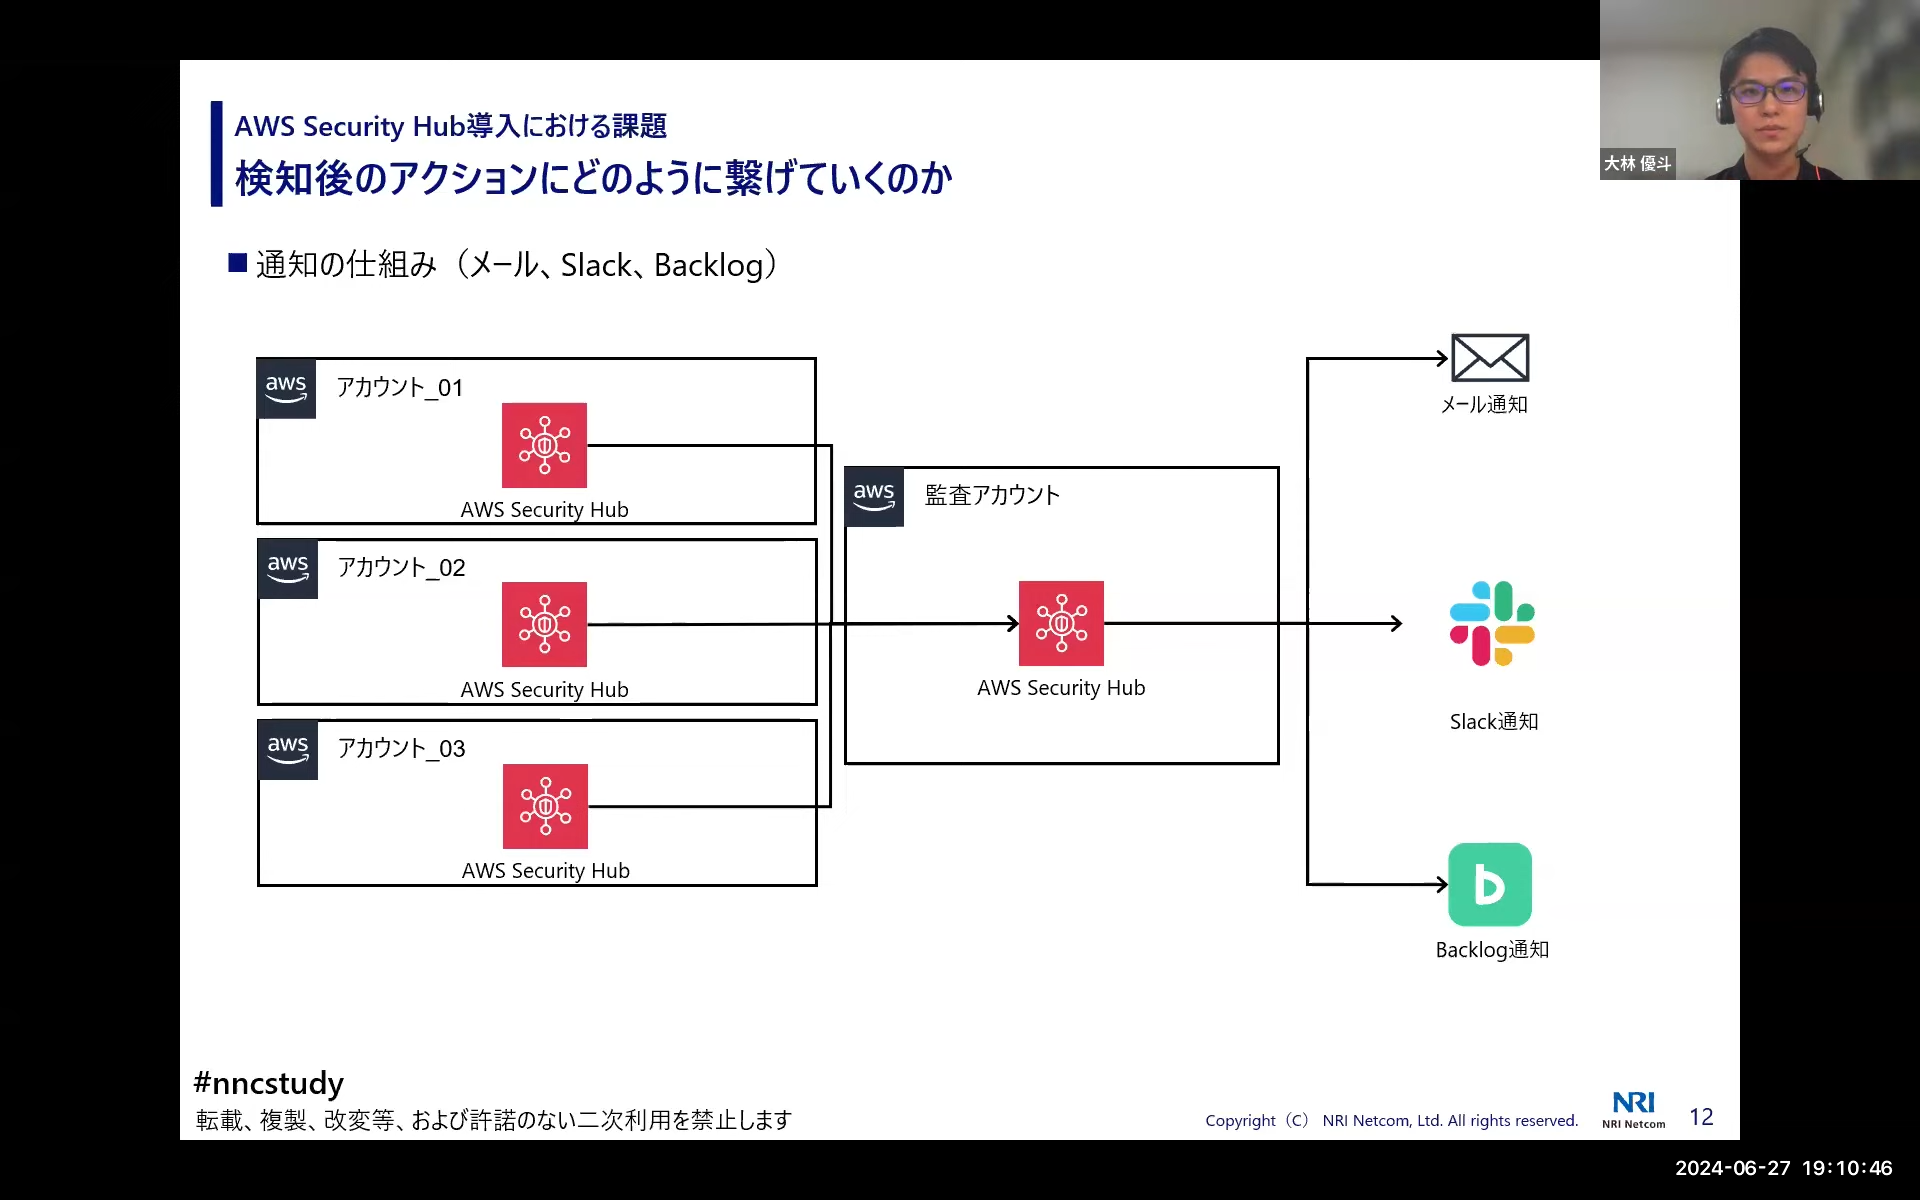 AWS Security Hub導入における課題
検知後のアクションにどのように繋げていくのか
大林 優斗
■通知の仕組み（メール、Slack、Backlog）
aws
アカウント_01
AWS Security Hub
aws
アカウント_02
AWS Security Hub
aws
アカウント_03
AWS Security Hub
aws
監査アカウント
AWS Security Hub
メール通知
Slack通知
b
Backlog通知
#nncstudy
転載、複製、改変等、および許諾のない二次利用を禁止します
Copyright（C） NRI Netcom, Ltd. All rights reserved.
NRI
NRI Netcom
12
2024-06-27 19:10:46